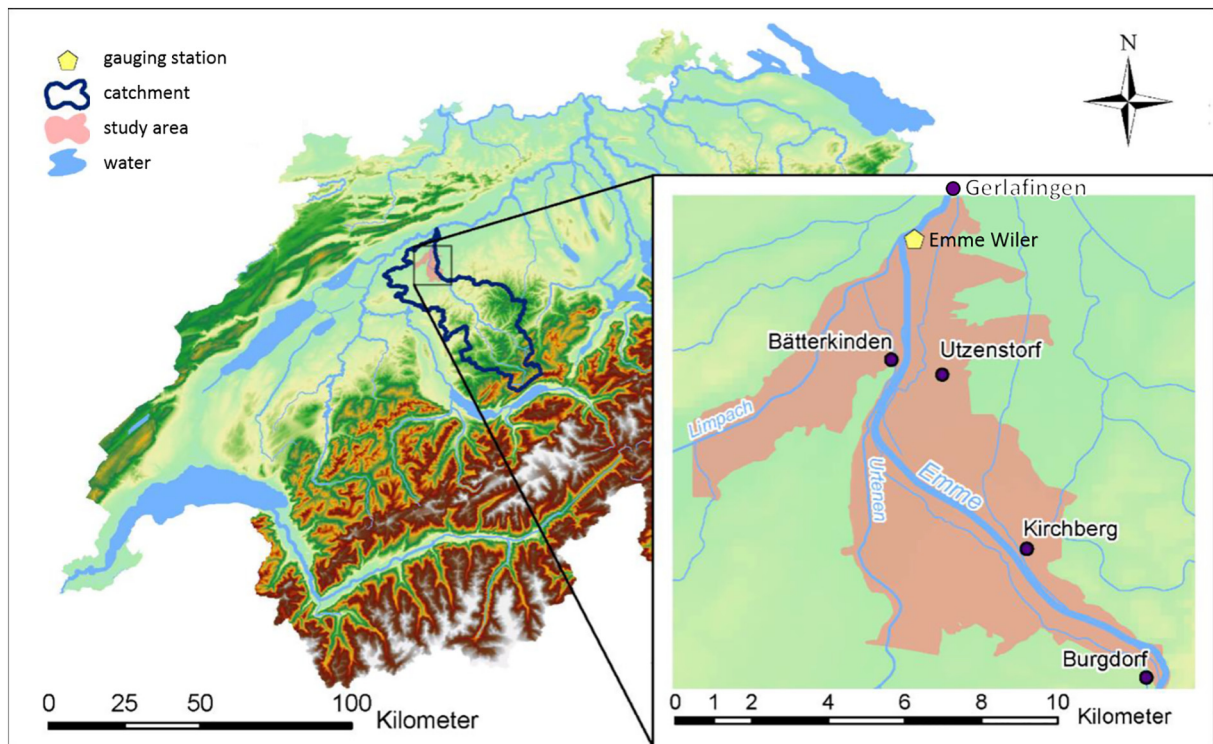 gauging station
catchment
study area
water
N
Gerlafingen
Emme Wiler
Bätterkinden
Utzenstorf
Limpach
Urtenen
Emme
Kirchberg
Burgdorf
0 25 50 100
Kilometer
0 1 2 4 6 8 10
Kilometer